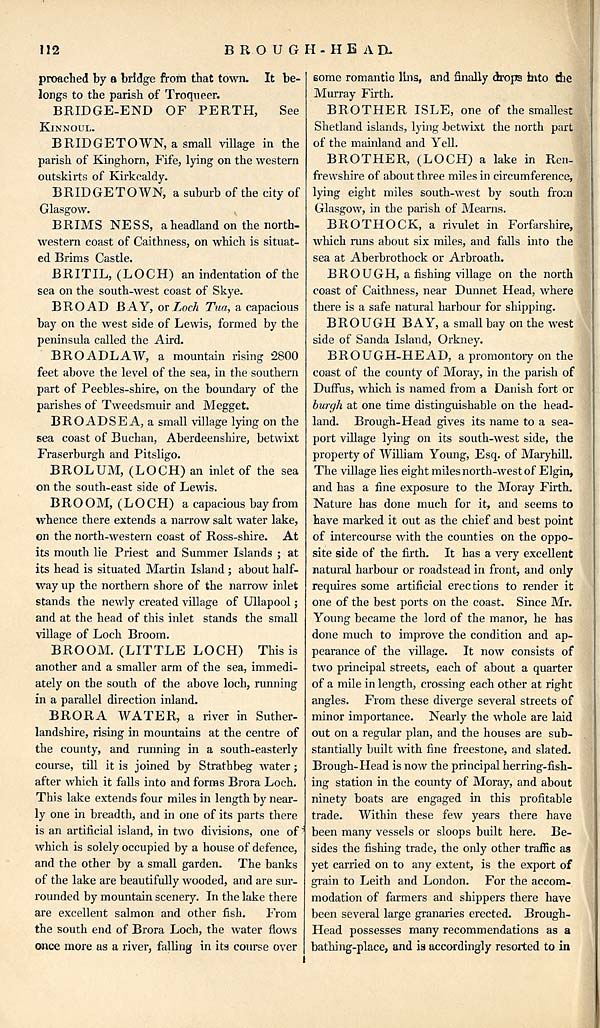 112
BROUGH-HEAD.
proached by a bridge from that town. It be-
longs to the parish of Troqueer.
BRIDGE-END OF PERTH, See
KINNOUL.
BRIDGETOWN, a small village in the
parish of Kinghorn, Fife, lying on the western
outskirts of Kirkcaldy.
BRIDGETOWN, a suburb of the city of
Glasgow.
BRIMS NESS, a headland on the north-
western coast of Caithness, on which is situat-
ed Brims Castle.
BRITIL, (LOCH) an indentation of the
sea on the south-west coast of Skye.
BROAD BAY, or Loch Tua, a capacious
bay on the west side of Lewis, formed by the
peninsula called the Aird.
BROADLAW, a mountain rising 2800
feet above the level of the sea, in the southern
part of Peebles-shire, on the boundary of the
parishes of Tweedsmuir and Megget.
BROADSEA, a small village lying on the
sea coast of Buchan, Aberdeenshire, betwixt
Fraserburgh and Pitsligo.
BROLUM, (LOCH) an inlet of the sea
on the south-east side of Lewis.
BROOM, (LOCH) a capacious bay from
whence there extends a narrow salt water lake,
on the north-western coast of Ross-shire. At
its mouth lie Priest and Summer Islands ; at
its head is situated Martin Island ; about half-
way up the northern shore of the narrow inlet
stands the newly created village of Ullapool ;
and at the head of this inlet stands the small
village of Loch Broom.
BROOM. (LITTLE LOCH) This is
another and a smaller arm of the sea, immedi-
ately on the south of the above loch, running
in a parallel direction inland.
BRORA WATER, a river in Suther-
landshire, rising in mountains at the centre of
the county, and running in a south-easterly
course, till it is joined by Strathbeg water ;
after which it falls into and forms Brora Loch.
This lake extends four miles in length by near-
ly one in breadth, and in one of its parts there
is an artificial island, in two divisions, one of
which is solely occupied by a house of defence,
and the other by a small garden. The banks
of the lake are beautifully wooded, and are sur-
rounded by mountain scenery. In the lake there
are excellent salmon and other fish. From
the south end of Brora Loch, the water flows
once more as a river, falling in its course over
some romantic lins, and finally drops into the
Murray Firth.
BROTHER ISLE, one of the smallest
Shetland islands, lying betwixt the north part
of the mainland and Yell.
BROTHER, (LOCH) a lake in Ren-
frewshire of about three miles in circumference,
lying eight miles south-west by south from
Glasgow, in the parish of Mearns.
BROTHOCK, a rivulet in Forfarshire,
which runs about six miles, and falls into the
sea at Aberbrothock or Arbroath.
BROUGH, a fishing village on the north
coast of Caithness, near Dunnet Head, where
there is a safe natural harbour for shipping.
BROUGH BAY, a small bay on the west
side of Sanda Island, Orkney.
BROUGH-HEAD, a promontory on the
coast of the county of Moray, in the parish of
Duffus, which is named from a Danish fort or
burgh at one time distinguishable on the head-
land. Brough-Head gives its name to a sea-
port village lying on its south-west side, the
property of William Young, Esq. of Maryhill.
The village lies eight miles north-west of Elgin,
and has a fine exposure to the Moray Firth.
Nature has done much for it, and seems to
have marked it out as the chief and best point
of intercourse with the counties on the oppo-
site side of the firth. It has a very excellent
natural harbour or roadstead in front, and only
requires some artificial erections to render it
one of the best ports on the coast. Since Mr.
Young became the lord of the manor, he has
done much to improve the condition and ap-
pearance of the village. It now consists of
two principal streets, each of about a quarter
of a mile in length, crossing each other at right
angles. From these diverge several streets of
minor importance. Nearly the whole are laid
out on a regular plan, and the houses are sub-
stantially built with fine freestone, and slated.
Brough-Head is now the principal herring-fish-
ing station in the county of Moray, and about
ninety boats are engaged in this profitable
trade. Within these few years there have
been many vessels or sloops built here. Be-
sides the fishing trade, the only other traffic as
yet carried on to any extent, is the export of
grain to Leith and London. For the accom-
modation of farmers and shippers there have
been several large granaries erected. Brough-
Head possesses many recommendations as a
bathing-place, and is accordingly resorted to in